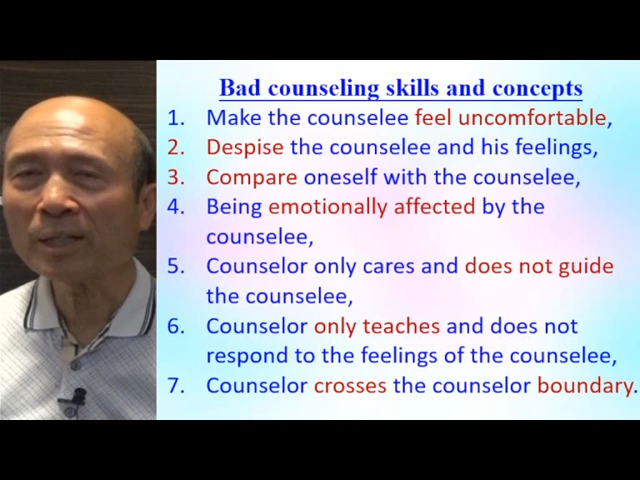 Bad counseling skills and concepts
1. Make the counselee feel uncomfortable,
2. Despise the counselee and his feelings,
3. Compare oneself with the counselee,
4. Being emotionally affected by the
counselee,
5. Counselor only cares and does not guide
the counselee,
6. Counselor only teaches and does not
respond to the feelings of the counselee,
7. Counselor crosses the counselor boundary.